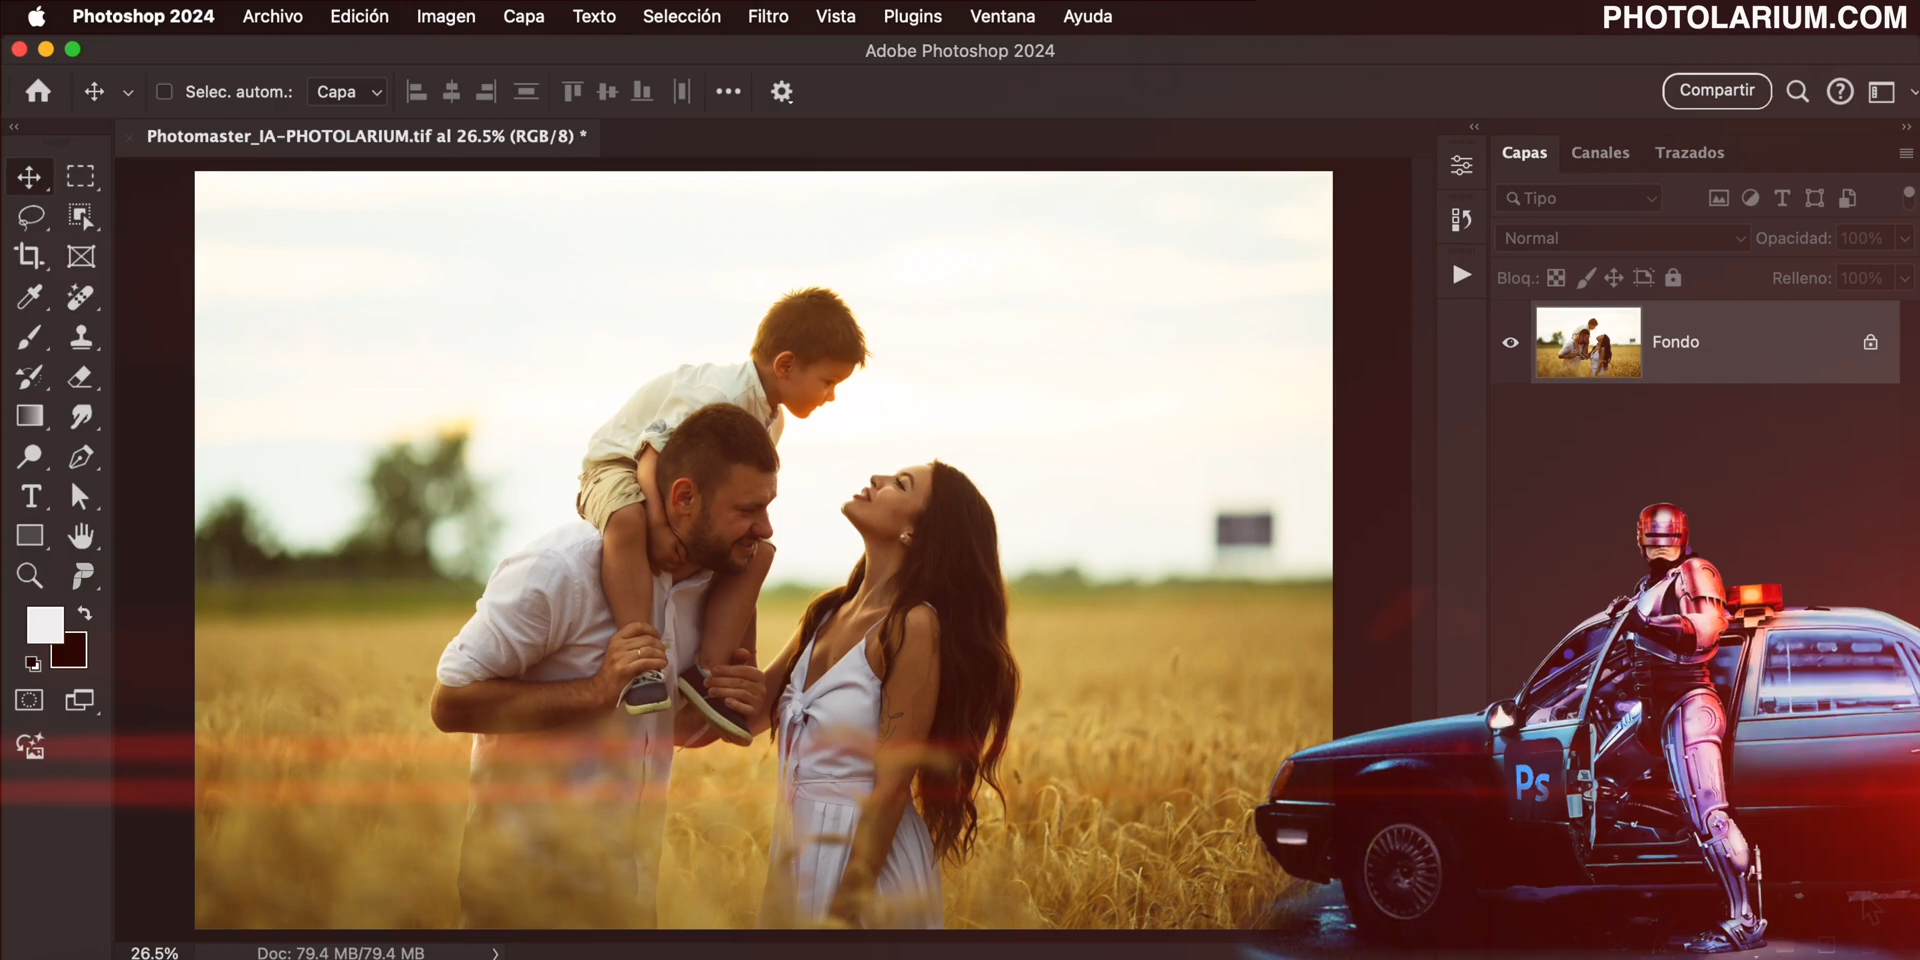 Photoshop 2024 Archivo Edición Imagen Capa Texto Selección Filtro Vista Plugins Ventana Ayuda
PHOTOLARIUM.COM
Adobe Photoshop 2024
Selec. autom.: Capa
Compartir
Photomaster_IA-PHOTOLARIUM.tif al 26.5% (RGB/8) *
Capas Canales Trazados
Tipo
Normal Opacidad: 100%
Bloq.: Relleno: 100%
Fondo
Ps
26.5% Doc: 79.4 MB/79.4 MB